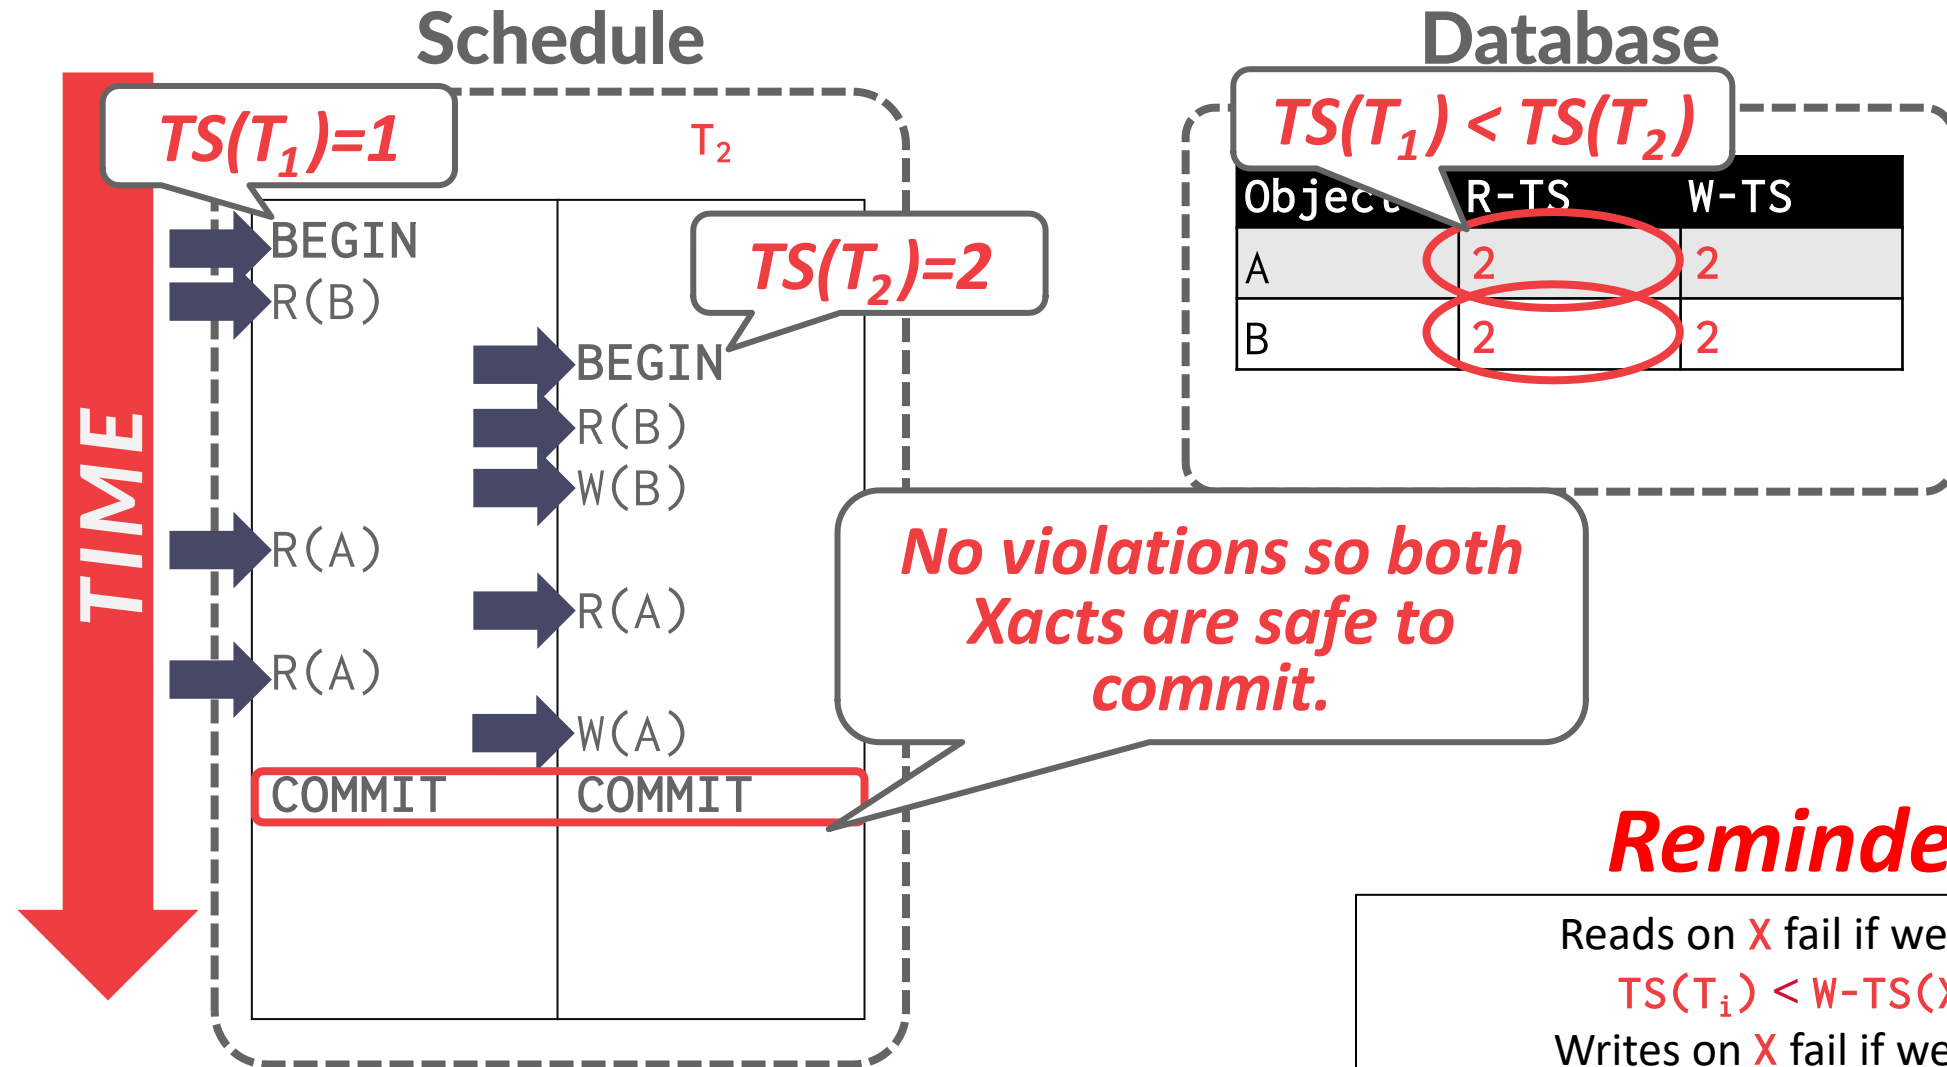 Schedule
Database
TS(T1)=1
T2
TS(T1) < TS(T2)
R-TS
W-TS
BEGIN
R(B)
TS(T2)=2
A
2
2
B
2
2
BEGIN
R(B)
W(B)
R(A)
R(A)
R(A)
W(A)
COMMIT
COMMIT
No violations so both
Xacts are safe to
commit.
TIME
Reads on X fail if we
TS(Ti) < W-TS(X
Writes on X fail if we